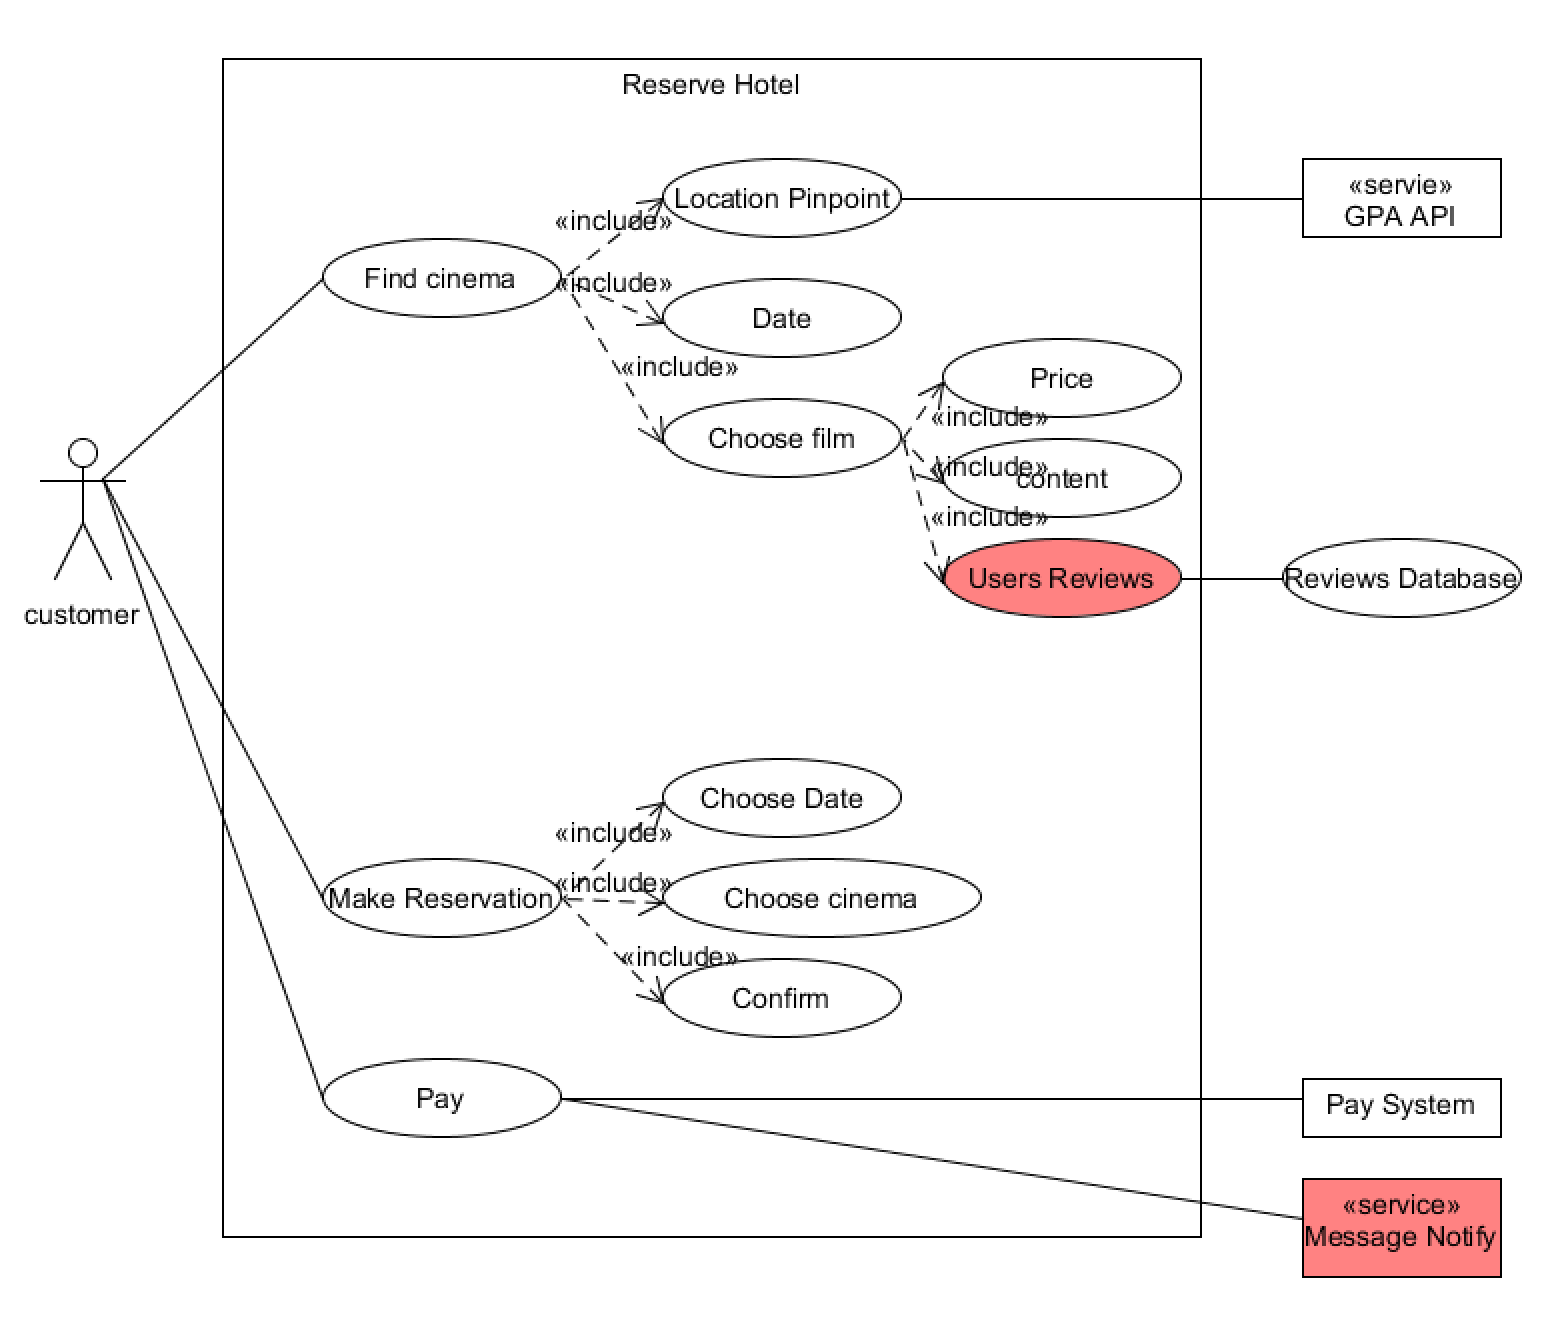 Reserve Hotel
Location Pinpoint
«servie»
GPA API
«include»
Find cinema
«include»
Date
«include»
Price
Choose film
«include»
«include»
content
«include»
Users Reviews
Reviews Database
customer
Choose Date
«include»
«include»
Make Reservation
Choose cinema
«include»
Confirm
Pay
Pay System
«service»
Message Notify